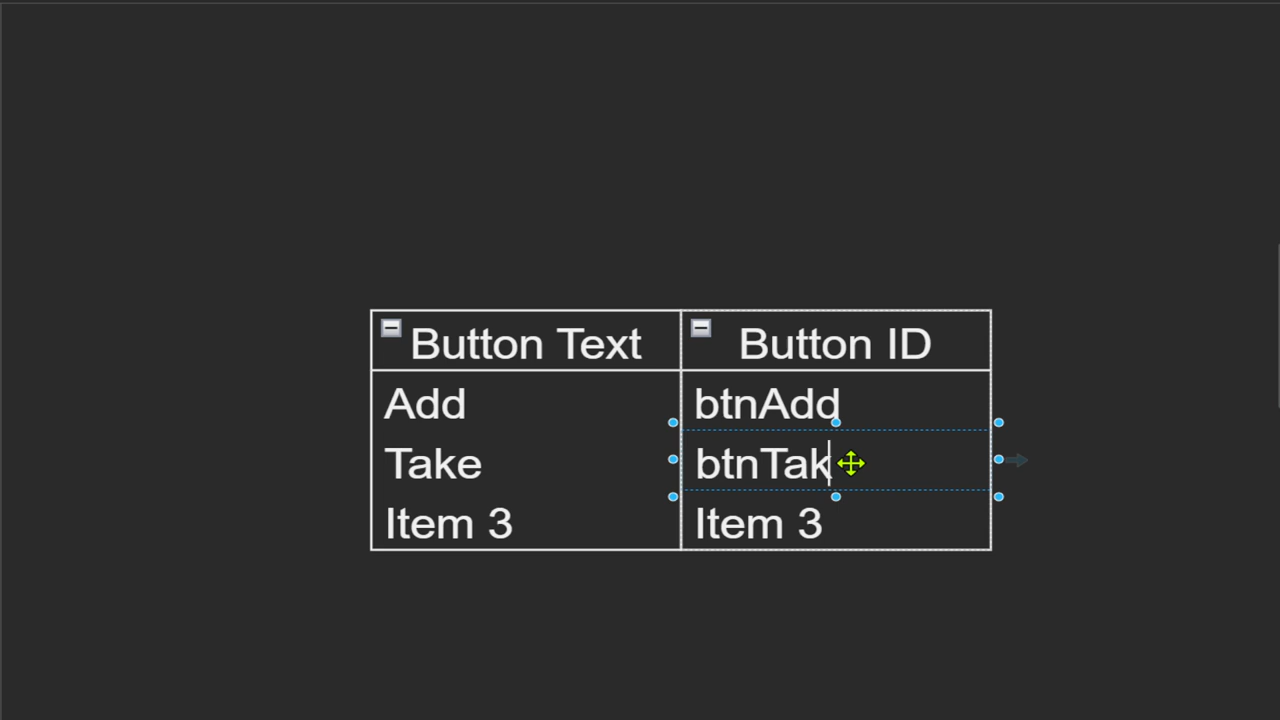 Button Text Button ID
Add btnAdd
Take btnTak
Item 3 Item 3